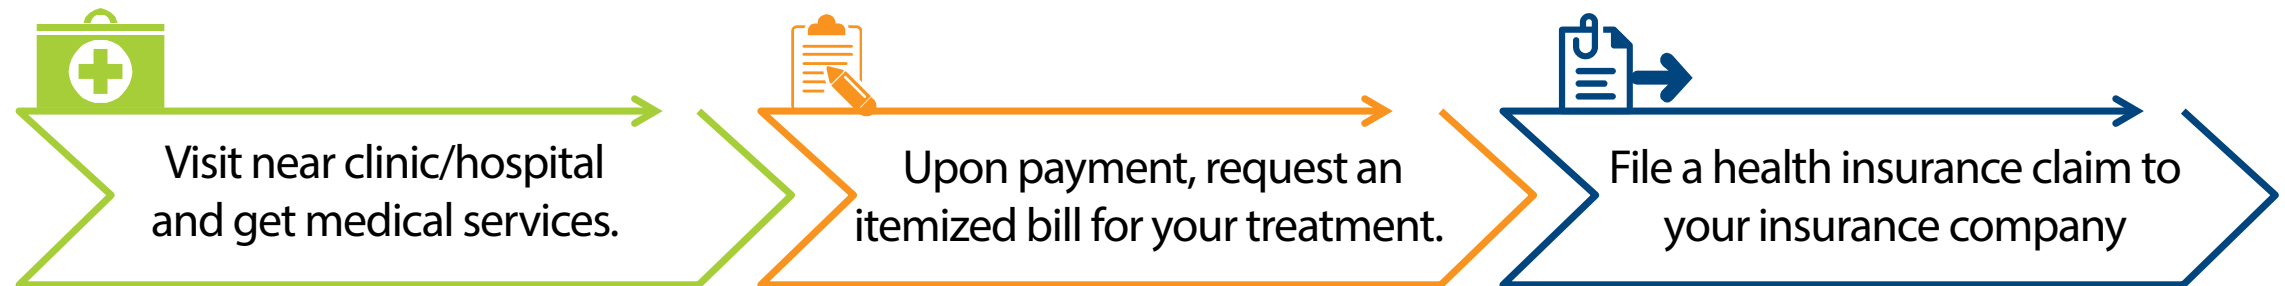 Visit near clinic/hospital
and get medical services.
Upon payment, request an
itemized bill for your treatment.
File a health insurance claim to
your insurance company